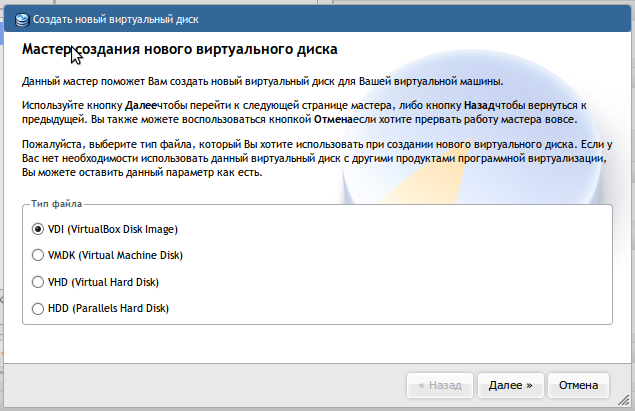 Создать новый виртуальный диск
Мастер создания нового виртуального диска
Данный мастер поможет Вам создать новый виртуальный диск для Вашей виртуальной машины.
Используйте кнопку Далеечтобы перейти к следующей странице мастера, либо кнопку Назадчтобы вернуться к
предыдущей. Вы также можете воспользоваться кнопкой Отменаесли хотите прервать работу мастера вовсе.
Пожалуйста, выберите тип файла, который Вы хотите использовать при создании нового виртуального диска. Если у
Вас нет необходимости использовать данный виртуальный диск с другими продуктами программной виртуализации,
Вы можете оставить данный параметр как есть.
Тип файла
VDI (VirtualBox Disk Image)
VMDK (Virtual Machine Disk)
VHD (Virtual Hard Disk)
HDD (Parallels Hard Disk)
« Назад
Далее »
Отмена